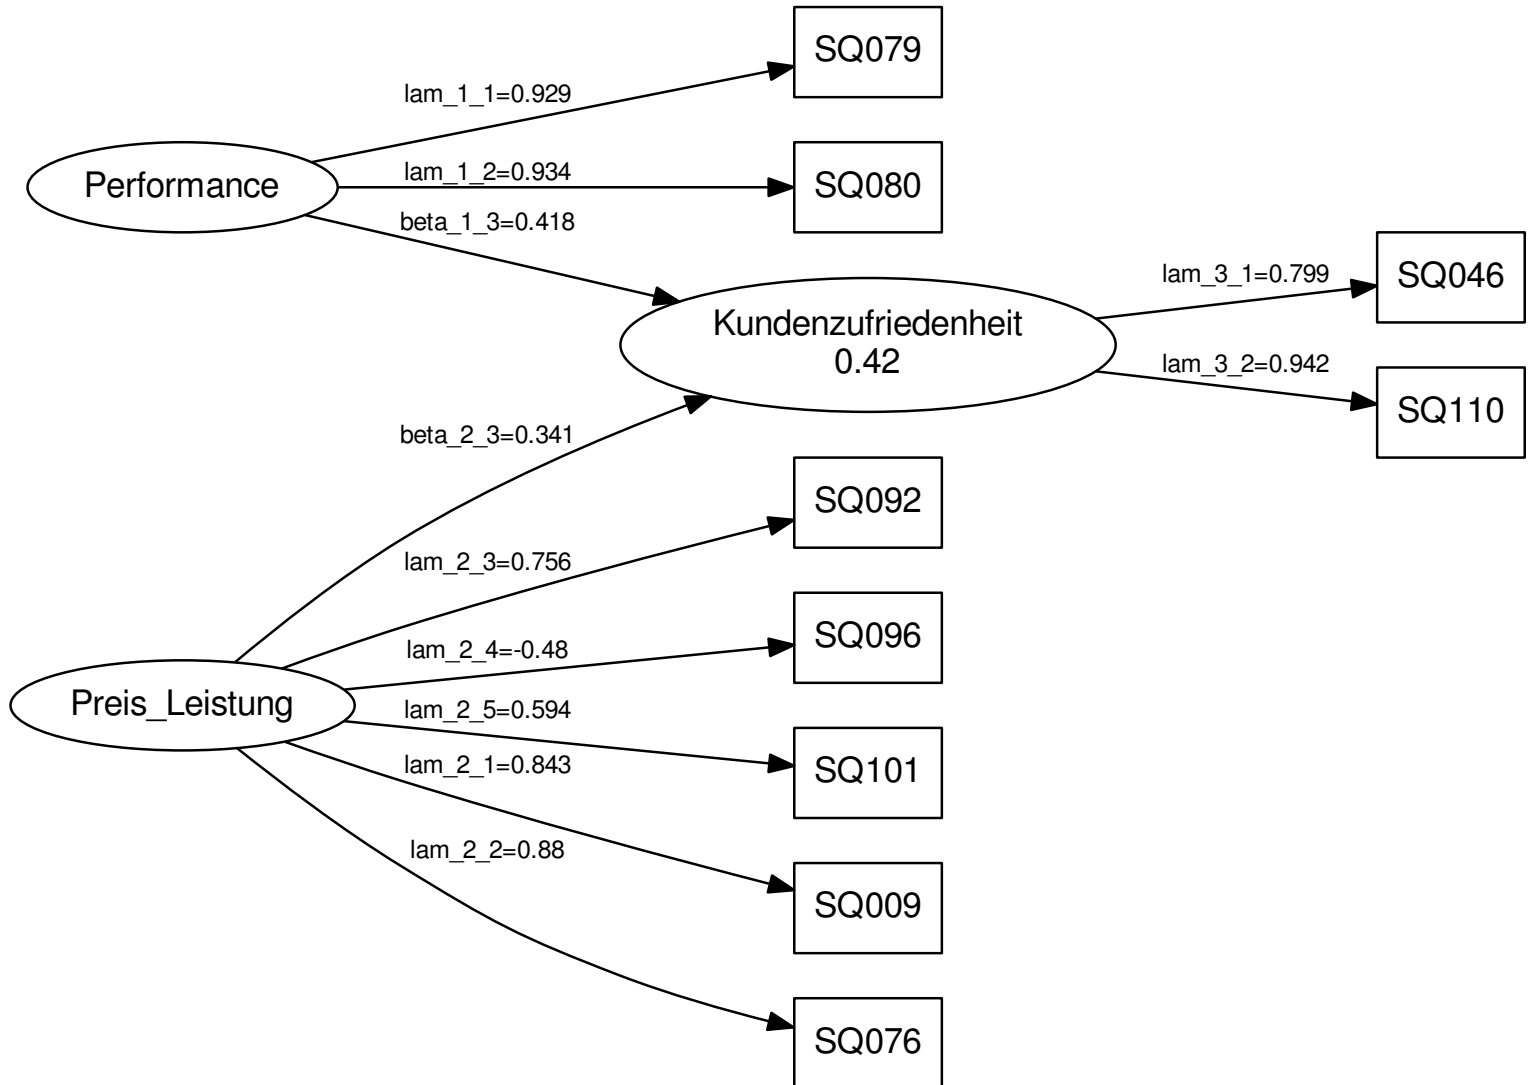 SQ079
lam_1_1=0.929
Performance
lam_1_2=0.934
SQ080
beta_1_3=0.418
Kundenzufriedenheit
0.42
lam_3_1=0.799
SQ046
lam_3_2=0.942
SQ110
beta_2_3=0.341
SQ092
lam_2_3=0.756
SQ096
lam_2_4=-0.48
Preis_Leistung
lam_2_5=0.594
SQ101
lam_2_1=0.843
SQ009
lam_2_2=0.88
SQ076